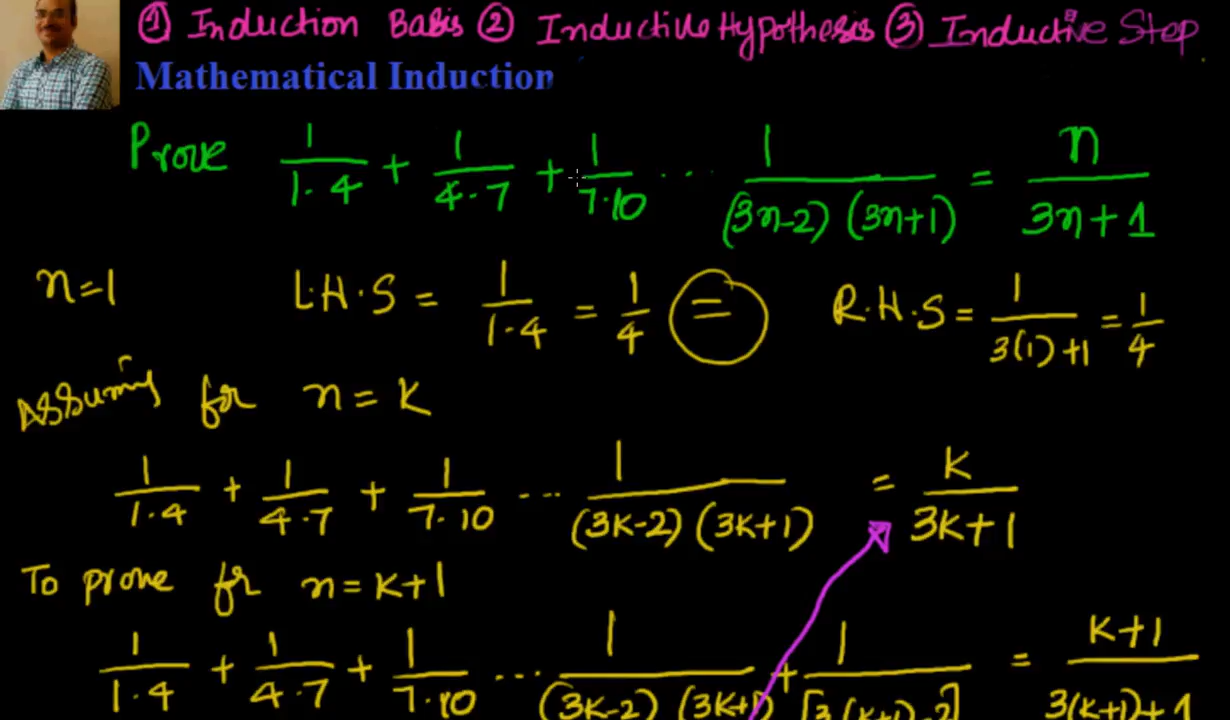 ① Induction Basis ② Inductive Hypothesis ③ Inductive Step
Mathematical Induction
Prove 1/(1·4) + 1/(4·7) + 1/(7·10) ... 1/((3n-2)(3n+1)) = n/(3n+1)
n=1 L.H.S = 1/(1·4) = 1/4 = R.H.S = 1/(3(1)+1) = 1/4
Assuming for n = K
1/(1·4) + 1/(4·7) + 1/(7·10) ... 1/((3K-2)(3K+1)) = K/(3K+1)
To prove for n = K+1
1/(1·4) + 1/(4·7) + 1/(7·10) ... 1/((3K-2)(3K+1)) + 1/[3(K+1)-2] = K+1/(3(K+1)+1)